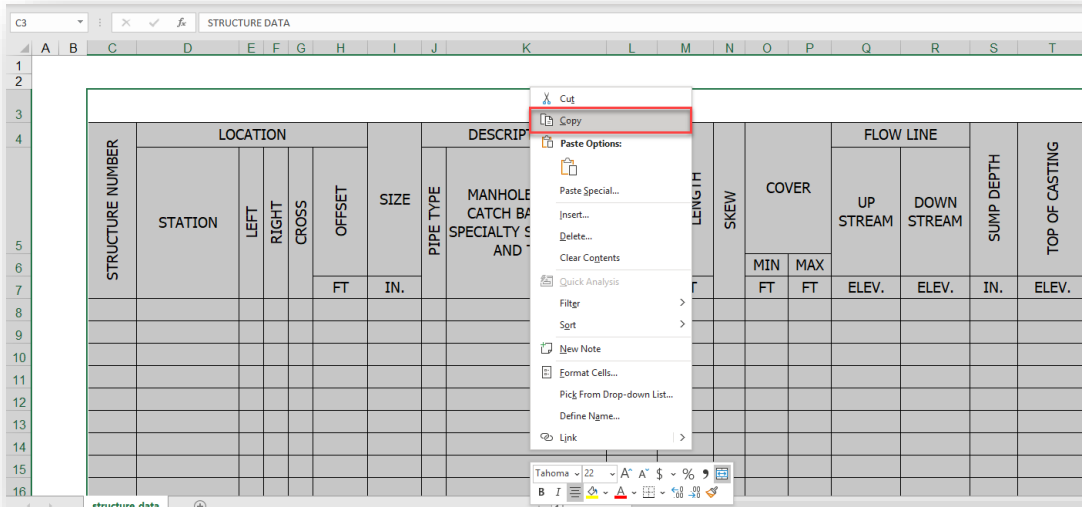 C3 fx STRUCTURE DATA
A B C D E F G H I J K L M N O P Q R S T
1
2
3
4
5
6
7
8
9
10
11
12
13
14
15
16
STRUCTURE NUMBER
LOCATION
STATION
LEFT
RIGHT
CROSS
OFFSET
FT
SIZE
IN.
PIPE TYPE
DESCRIPT
MANHOLE
CATCH BA
SPECIALTY S
AND
LENGTH
SKEW
COVER
MIN MAX
FT FT
FLOW LINE
UP
STREAM
DOWN
STREAM
ELEV. ELEV.
SUMP DEPTH
IN.
TOP OF CASTING
ELEV.
Cut
Copy
Paste Options:
Paste Special...
Insert...
Delete...
Clear Contents
Quick Analysis
Filter
Sort
New Note
Format Cells...
Pick From Drop-down List...
Define Name...
Link
Tahoma 22 A A $ % 9
B I A .00 .00
structure data